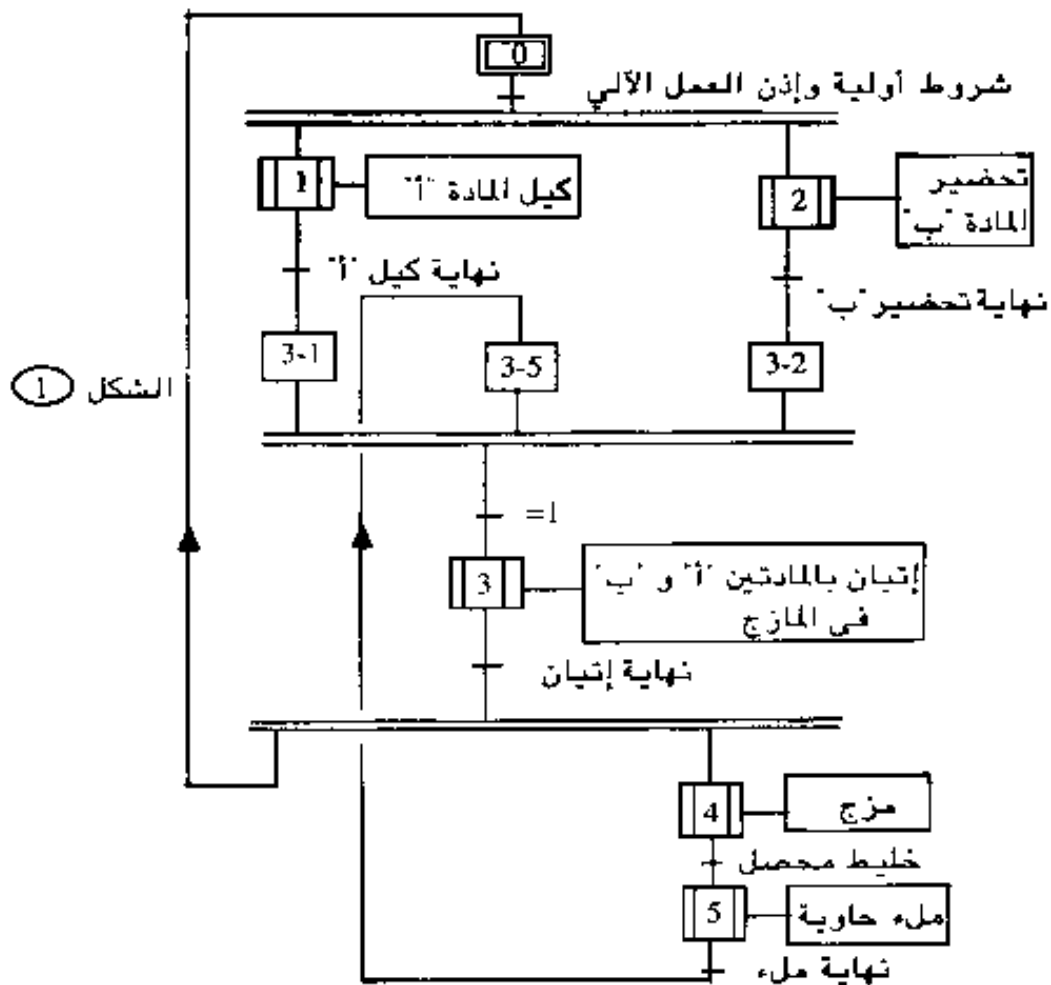 0
شروط أولية وإذن العمل الآلي
1
كيل المادة "أ"
2
تحضير
المادة "ب"
نهاية كيل "أ"
نهاية تحضير "ب"
3-1
3-5
3-2
الشكل 1
=1
3
إتيان بالمادتين "أ" و "ب"
في المازج
نهاية إتيان
4
مزج
خليط محصل
5
ملء حاوية
نهاية ملء